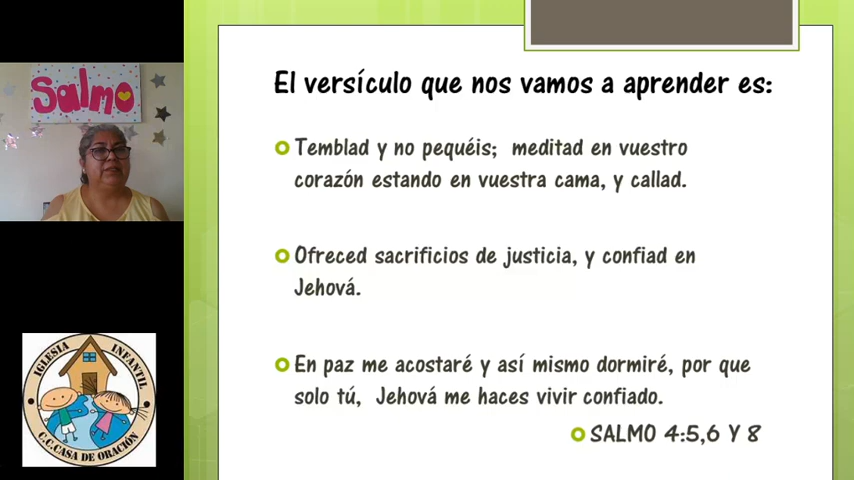 Salmo
El versículo que nos vamos a aprender es:
Temblad y no pequéis; meditad en vuestro
corazón estando en vuestra cama, y callad.
Ofreced sacrificios de justicia, y confiad en
Jehová.
En paz me acostaré y así mismo dormiré, por que
solo tú, Jehová me haces vivir confiado.
SALMO 4:5,6 Y 8
IGLESIA INFANTIL
C.C.CASA DE ORACIÓN